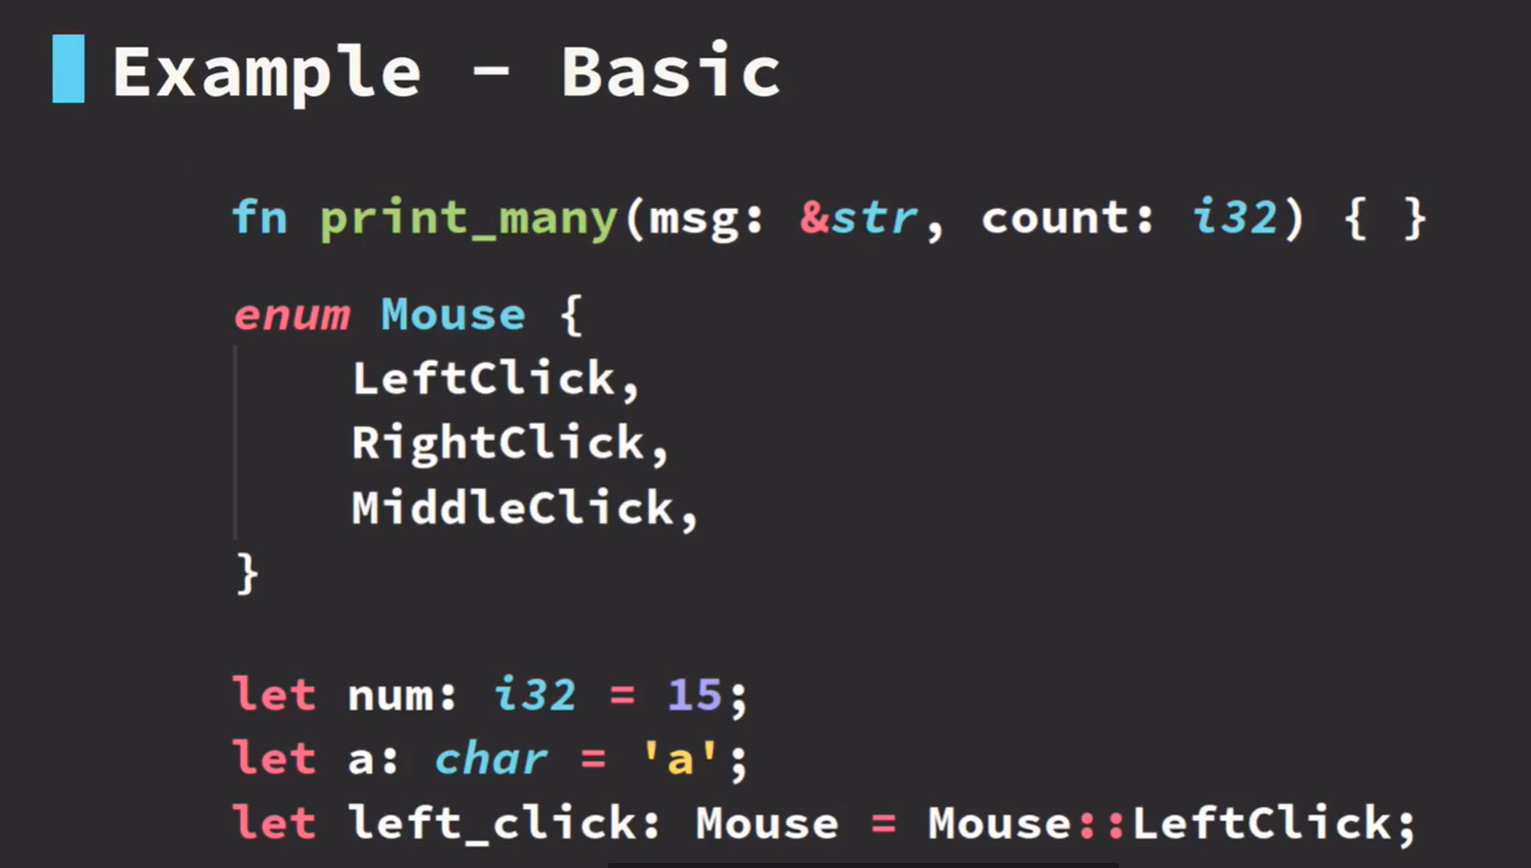 Example - Basic
fn print_many(msg: &str, count: i32) { }
enum Mouse {
LeftClick,
RightClick,
MiddleClick,
}
let num: i32 = 15;
let a: char = 'a';
let left_click: Mouse = Mouse::LeftClick;